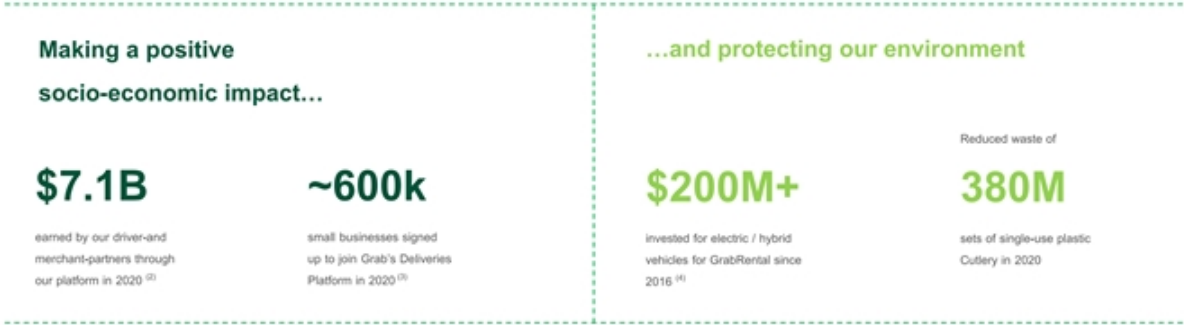 Making a positive
socio-economic impact…
$7.1B
earned by our driver-and
merchant-partners through
our platform in 2020 (2)
~600k
small businesses signed
up to join Grab's Deliveries
Platform in 2020 (3)
…and protecting our environment
$200M+
invested for electric / hybrid
vehicles for GrabRental since
2016 (4)
Reduced waste of
380M
sets of single-use plastic
Cutlery in 2020